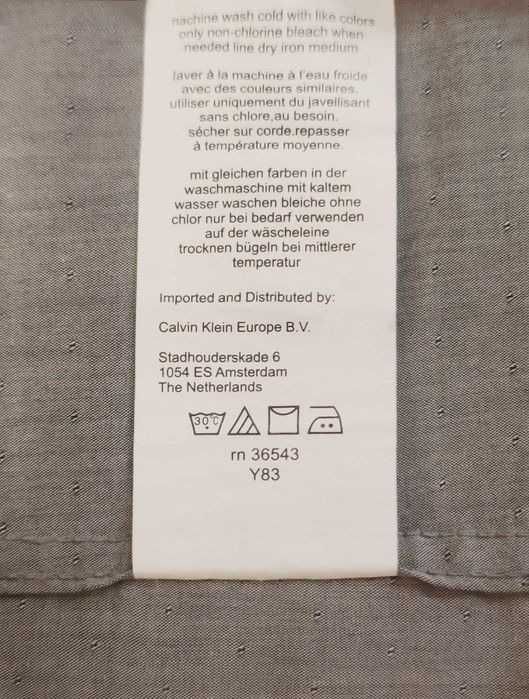 machine wash cold with like colors
only non-chlorine bleach when
needed line dry iron medium
laver à la machine à l'eau froide
avec des couleurs similaires.
utiliser uniquement du javellisant
sans chlore,au besoin.
sécher sur corde.repasser
à température moyenne.
mit gleichen farben in der
waschmaschine mit kaltem
wasser waschen bleiche ohne
chlor nur bei bedarf verwenden
auf der wäscheleine
trocknen bügeln bei mittlerer
temperatur
Imported and Distributed by:
Calvin Klein Europe B.V.
Stadhouderskade 6
1054 ES Amsterdam
The Netherlands
30°C
rn 36543
Y83